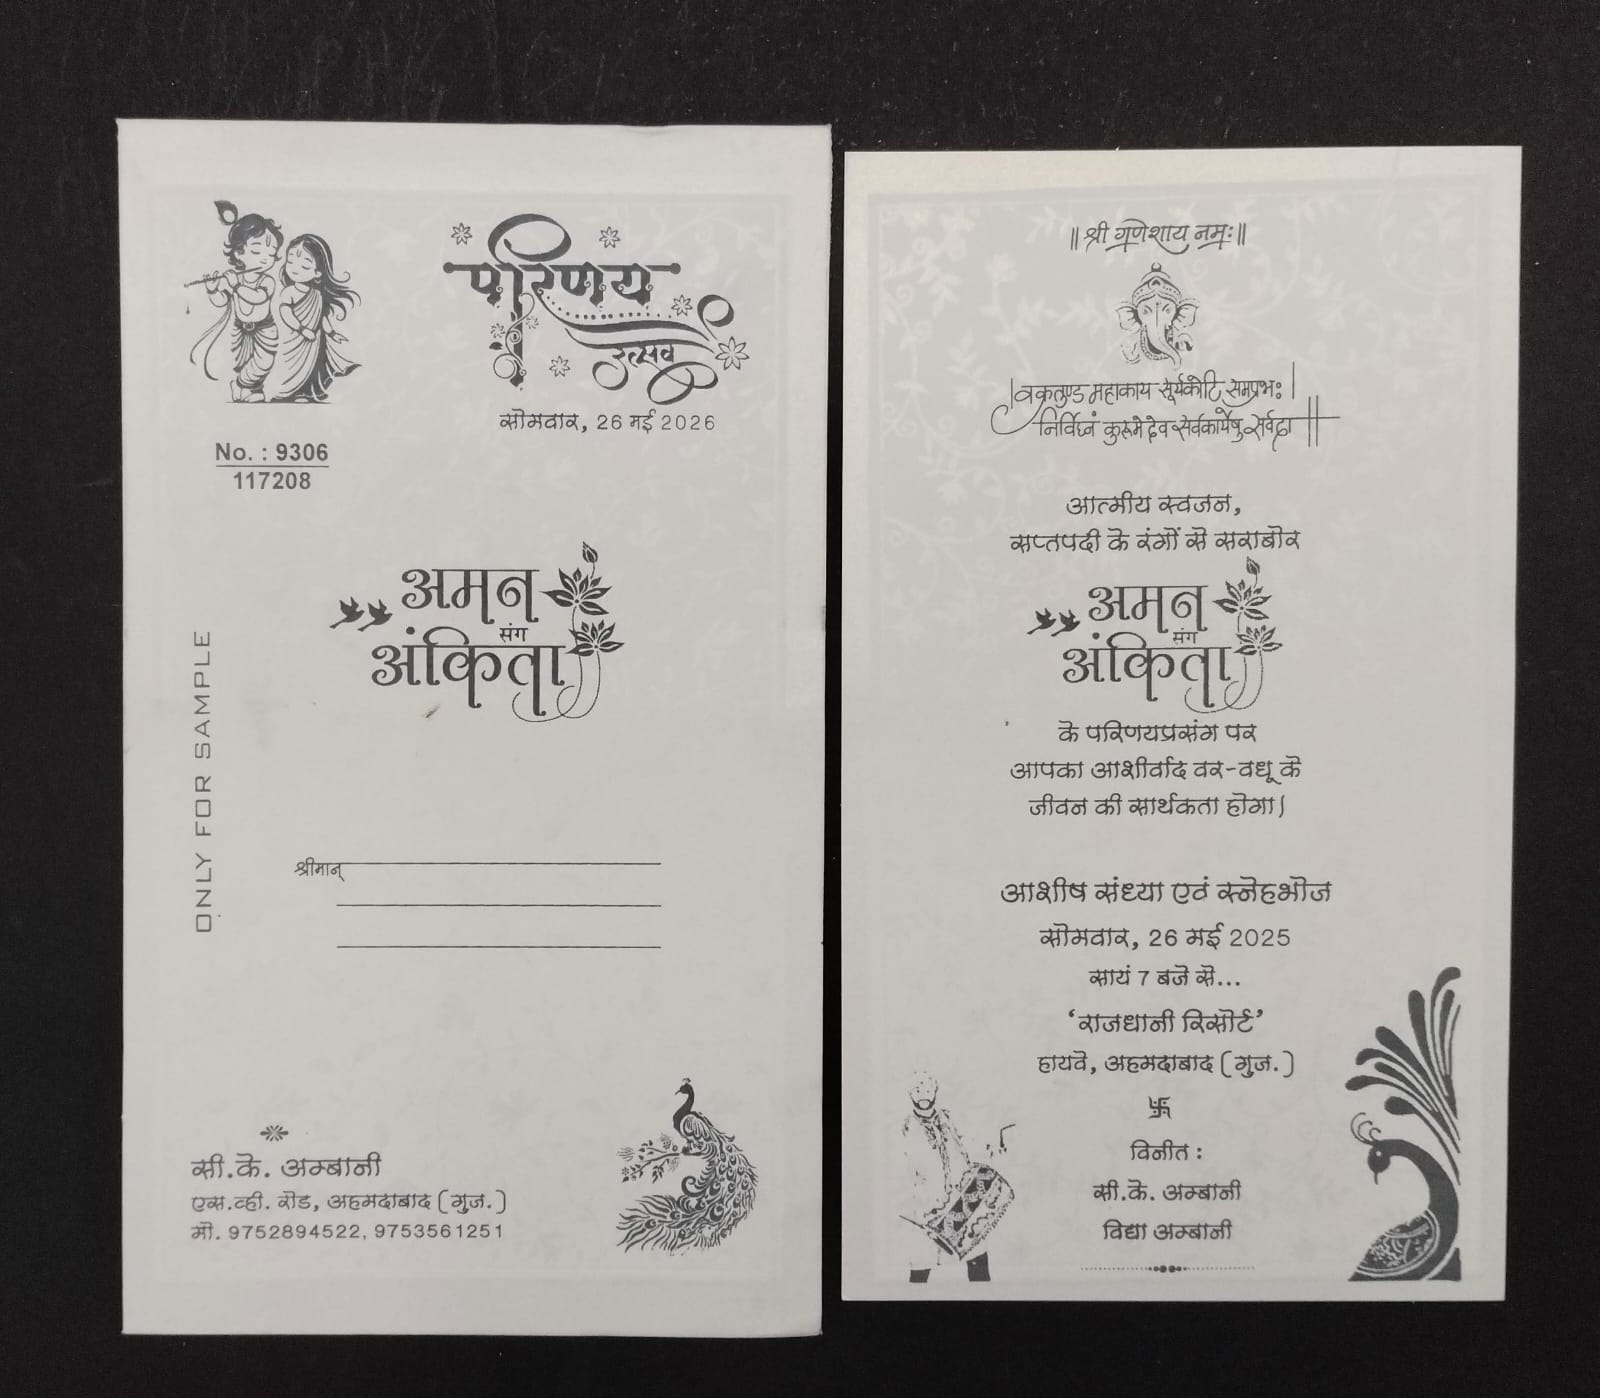 परिणय
उत्सव
सोमवार, 26 मई 2026
No. : 9306
117208
अमन
संग
अंकिता
ONLY FOR SAMPLE
श्रीमान्
सी.के. अम्बानी
एस.व्ही. रोड, अहमदाबाद (गुज.)
मो. 9752894522, 9753561251
॥ श्री गणेशाय नमः॥
। वक्रतुण्ड महाकाय सूर्यकोटि समप्रभः ।
निर्विघ्नं कुरूमे देव सर्वकार्येषु सर्वदा ॥
आत्मीय स्वजन,
सप्तपदी के रंगों से सराबोर
अमन
संग
अंकिता
के परिणयप्रसंग पर
आपका आशीर्वाद वर-वधू के
जीवन की सार्थकता होगा।
आशीष संध्या एवं स्नेहभोज
सोमवार, 26 मई 2025
सायं 7 बजे से...
‘राजधानी रिसोर्ट’
हायवे, अहमदाबाद (गुज.)
卐
विनीत :
सी.के. अम्बानी
विद्या अम्बानी